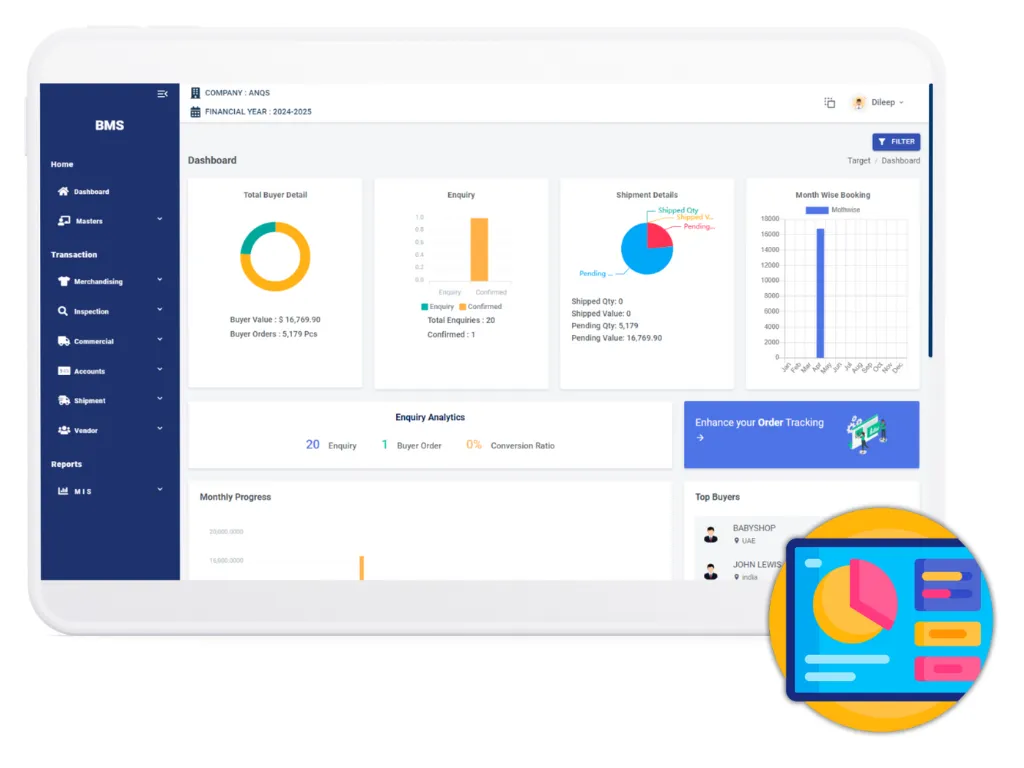 COMPANY : ANQS
FINANCIAL YEAR : 2024-2025
Dileep
BMS
Home
Dashboard
Masters
Transaction
Merchandising
Inspection
Commercial
Accounts
Shipment
Vendor
Reports
M I S
FILTER
Dashboard
Target / Dashboard
Total Buyer Detail
Buyer Value : $ 16,769.90
Buyer Orders : 5,179 Pcs
Enquiry
1.0
0.8
0.6
0.4
0.2
0.0
Enquiry Confirmed
Enquiry Confirmed
Total Enquiries : 20
Confirmed : 1
Shipment Details
Shipped Qty
Shipped V...
Pending...
Pending ...
Shipped Qty: 0
Shipped Value: 0
Pending Qty: 5,179
Pending Value: 16,769.90
Month Wise Booking
18000
16000
14000
12000
10000
8000
6000
4000
2000
0
Jan Feb Mar Apr May Jun Jul Aug Sep Oct Nov Dec
Enquiry Analytics
20 Enquiry 1 Buyer Order 0% Conversion Ratio
Enhance your Order Tracking
Monthly Progress
20,000.0000
Top Buyers
BABYSHOP
UAE
JOHN LEWIS
india